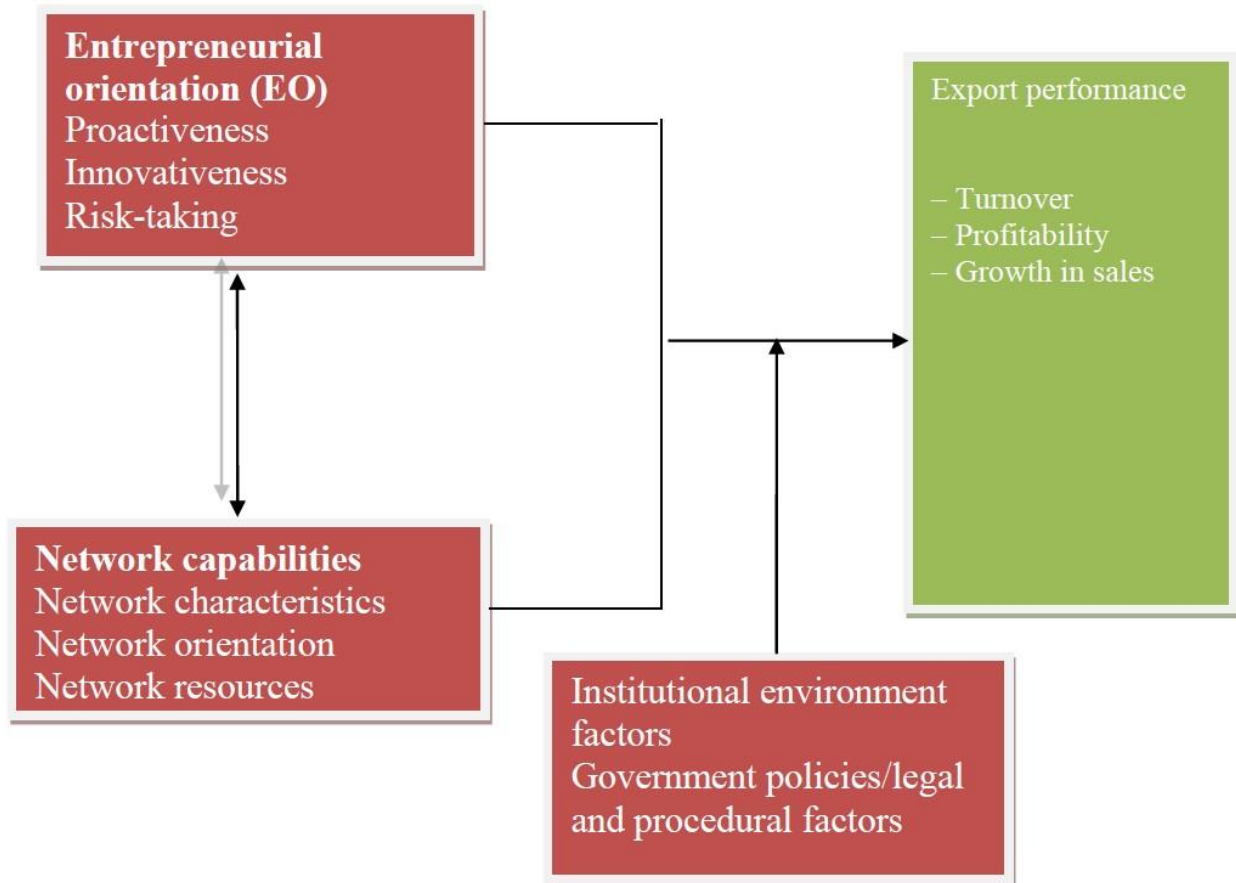 Entrepreneurial
orientation (EO)
Proactiveness
Innovativeness
Risk-taking
Network capabilities
Network characteristics
Network orientation
Network resources
Institutional environment
factors
Government policies/legal
and procedural factors
Export performance
– Turnover
– Profitability
– Growth in sales